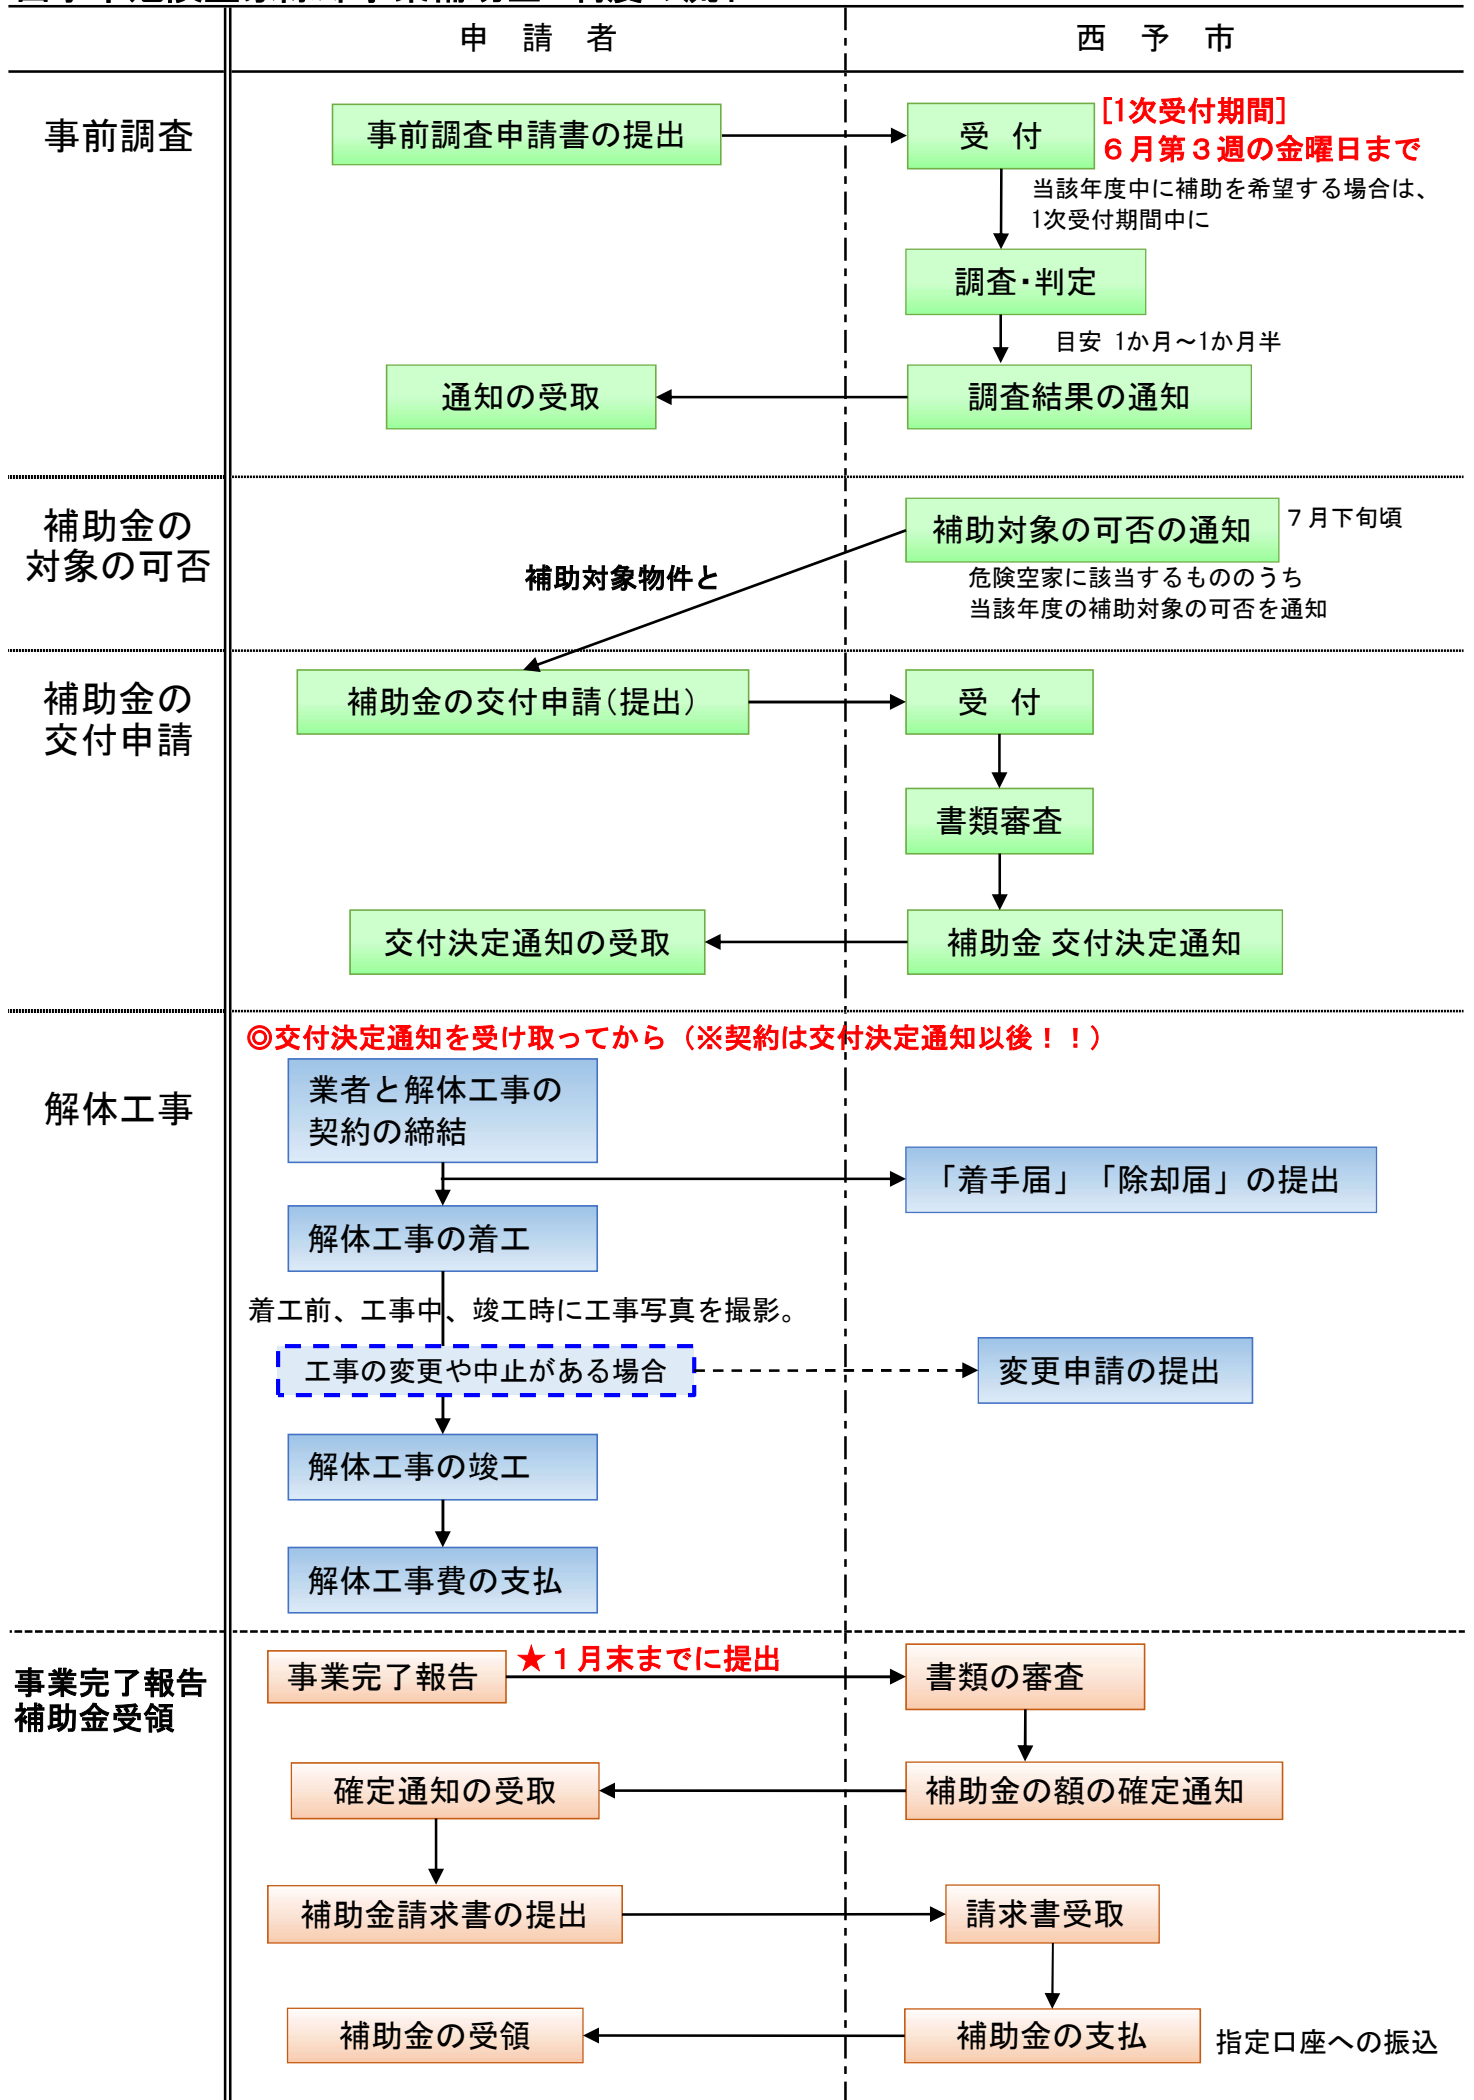 申請者
西予市
事前調査
事前調査申請書の提出
受付
[1次受付期間]
６月第３週の金曜日まで
当該年度中に補助を希望する場合は、
1次受付期間中に
調査・判定
目安 1か月～1か月半
通知の受取
調査結果の通知
補助金の
対象の可否
補助対象の可否の通知
７月下旬頃
危険空家に該当するもののうち
当該年度の補助対象の可否を通知
補助対象物件と
補助金の
交付申請
補助金の交付申請（提出）
受付
書類審査
交付決定通知の受取
補助金 交付決定通知
解体工事
◎交付決定通知を受け取ってから（※契約は交付決定通知以後！！）
業者と解体工事の
契約の締結
「着手届」「除却届」の提出
解体工事の着工
着工前、工事中、竣工時に工事写真を撮影。
工事の変更や中止がある場合
変更申請の提出
解体工事の竣工
解体工事費の支払
事業完了報告
補助金受領
事業完了報告
★１月末までに提出
書類の審査
確定通知の受取
補助金の額の確定通知
補助金請求書の提出
請求書受取
補助金の受領
補助金の支払
指定口座への振込